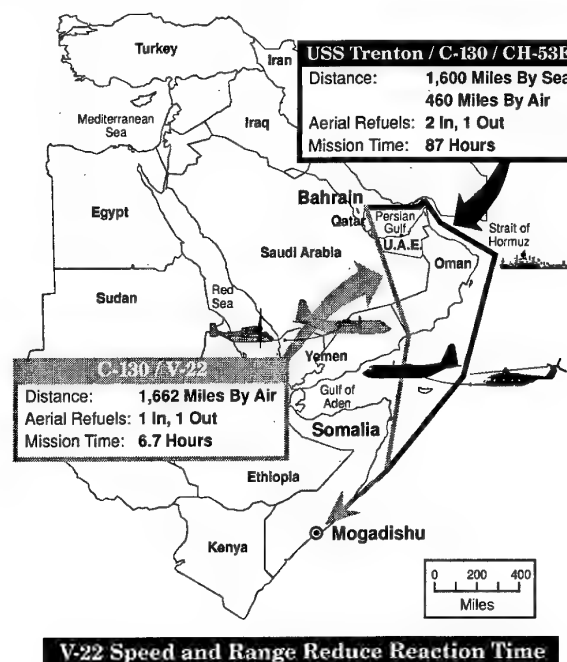 Turkey
Iran
USS Trenton / C-130 / CH-53E
Distance: 1,600 Miles By Sea
460 Miles By Air
Aerial Refuels: 2 In, 1 Out
Mission Time: 87 Hours
Mediterranean
Sea
Iraq
Egypt
Bahrain
Qatar
Persian
Gulf
U.A.E.
Strait of
Hormuz
Saudi Arabia
Oman
Sudan
Red
Sea
Yemen
C-130 / V-22
Distance: 1,662 Miles By Air
Aerial Refuels: 1 In, 1 Out
Mission Time: 6.7 Hours
Gulf of
Aden
Somalia
Ethiopia
Kenya
Mogadishu
0 200 400
Miles
V-22 Speed and Range Reduce Reaction Time